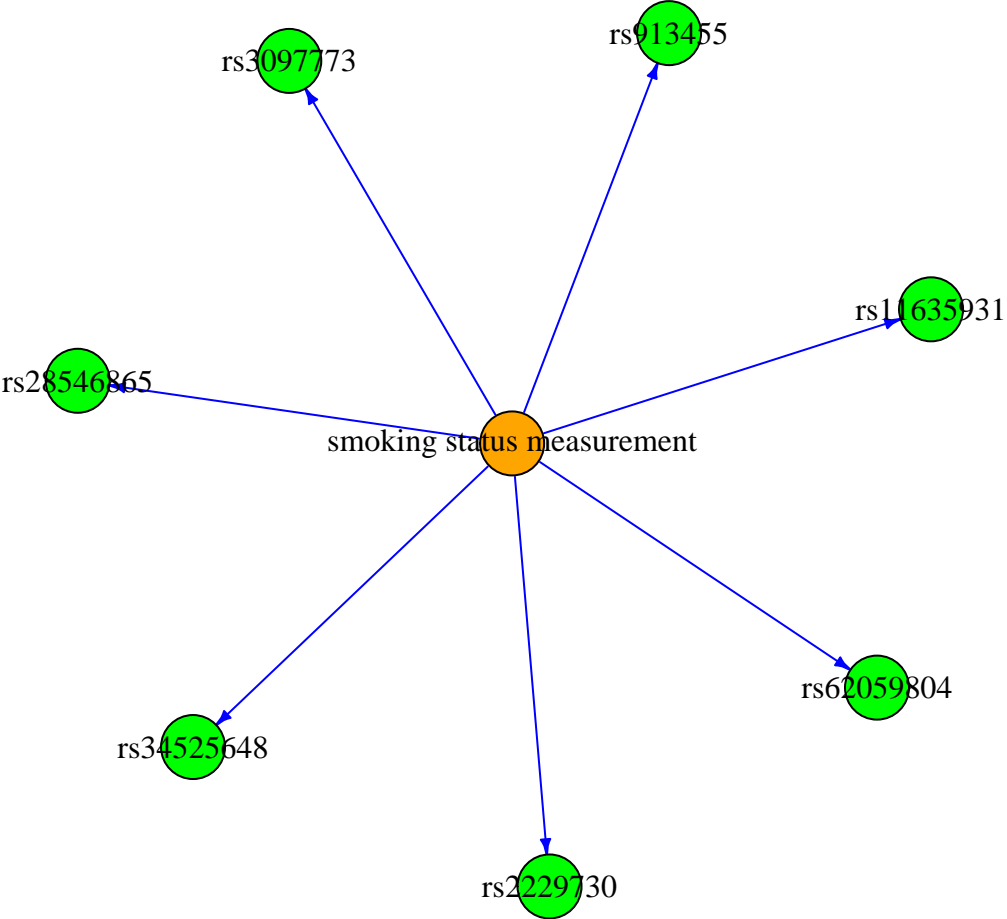 rs913455
rs3097773
rs11635931
rs28546865
smoking status measurement
rs62059804
rs34525648
rs2229730